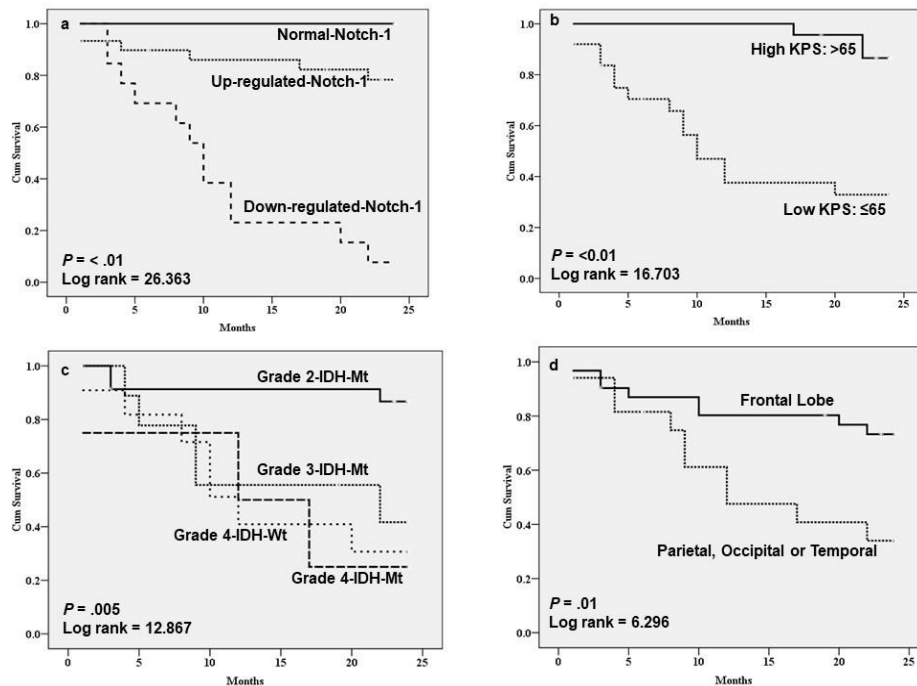 a
1.0
0.8
0.6
0.4
0.2
0.0
Cum Survival
Normal-Notch-1
Up-regulated-Notch-1
Down-regulated-Notch-1
P = < .01
Log rank = 26.363
0 5 10 15 20 25
Months
b
1.0
0.8
0.6
0.4
0.2
0.0
Cum Survival
High KPS: >65
Low KPS: ≤65
P = <0.01
Log rank = 16.703
0 5 10 15 20 25
Months
c
1.0
0.8
0.6
0.4
0.2
0.0
Cum Survival
Grade 2-IDH-Mt
Grade 3-IDH-Mt
Grade 4-IDH-Wt
Grade 4-IDH-Mt
P = .005
Log rank = 12.867
0 5 10 15 20 25
Months
d
1.0
0.8
0.6
0.4
0.2
0.0
Cum Survival
Frontal Lobe
Parietal, Occipital or Temporal
P = .01
Log rank = 6.296
0 5 10 15 20 25
Months